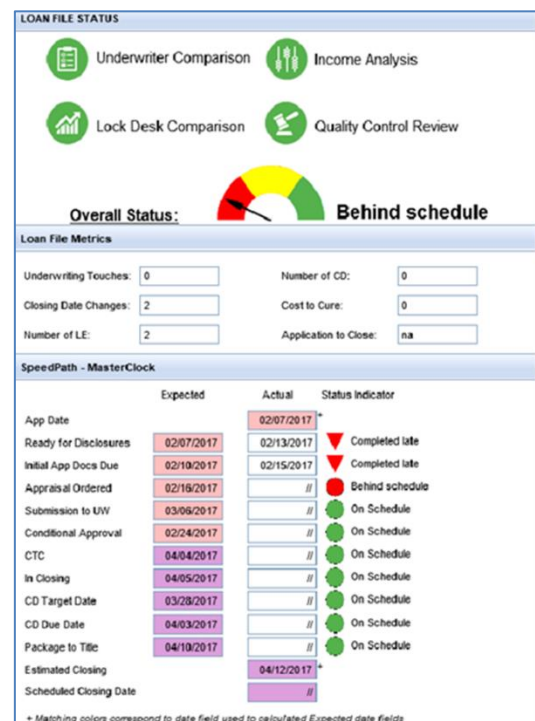 LOAN FILE STATUS
Underwriter Comparison Income Analysis
Lock Desk Comparison Quality Control Review
Overall Status: Behind schedule
Loan File Metrics
Underwriting Touches: 0 Number of CD: 0
Closing Date Changes: 2 Cost to Cure: 0
Number of LE: 2 Application to Close: na
SpeedPath - MasterClock
Expected Actual Status Indicator
App Date 02/07/2017 +
Ready for Disclosures 02/07/2017 02/13/2017 Completed late
Initial App Docs Due 02/10/2017 02/15/2017 Completed late
Appraisal Ordered 02/16/2017 // Behind schedule
Submission to UW 03/06/2017 // On Schedule
Conditional Approval 02/24/2017 // On Schedule
CTC 04/04/2017 // On Schedule
In Closing 04/05/2017 // On Schedule
CD Target Date 03/28/2017 // On Schedule
CD Due Date 04/03/2017 // On Schedule
Package to Title 04/10/2017 // On Schedule
Estimated Closing 04/12/2017 +
Scheduled Closing Date //
+ Matching colors correspond to date field used to calculated Expected date fields